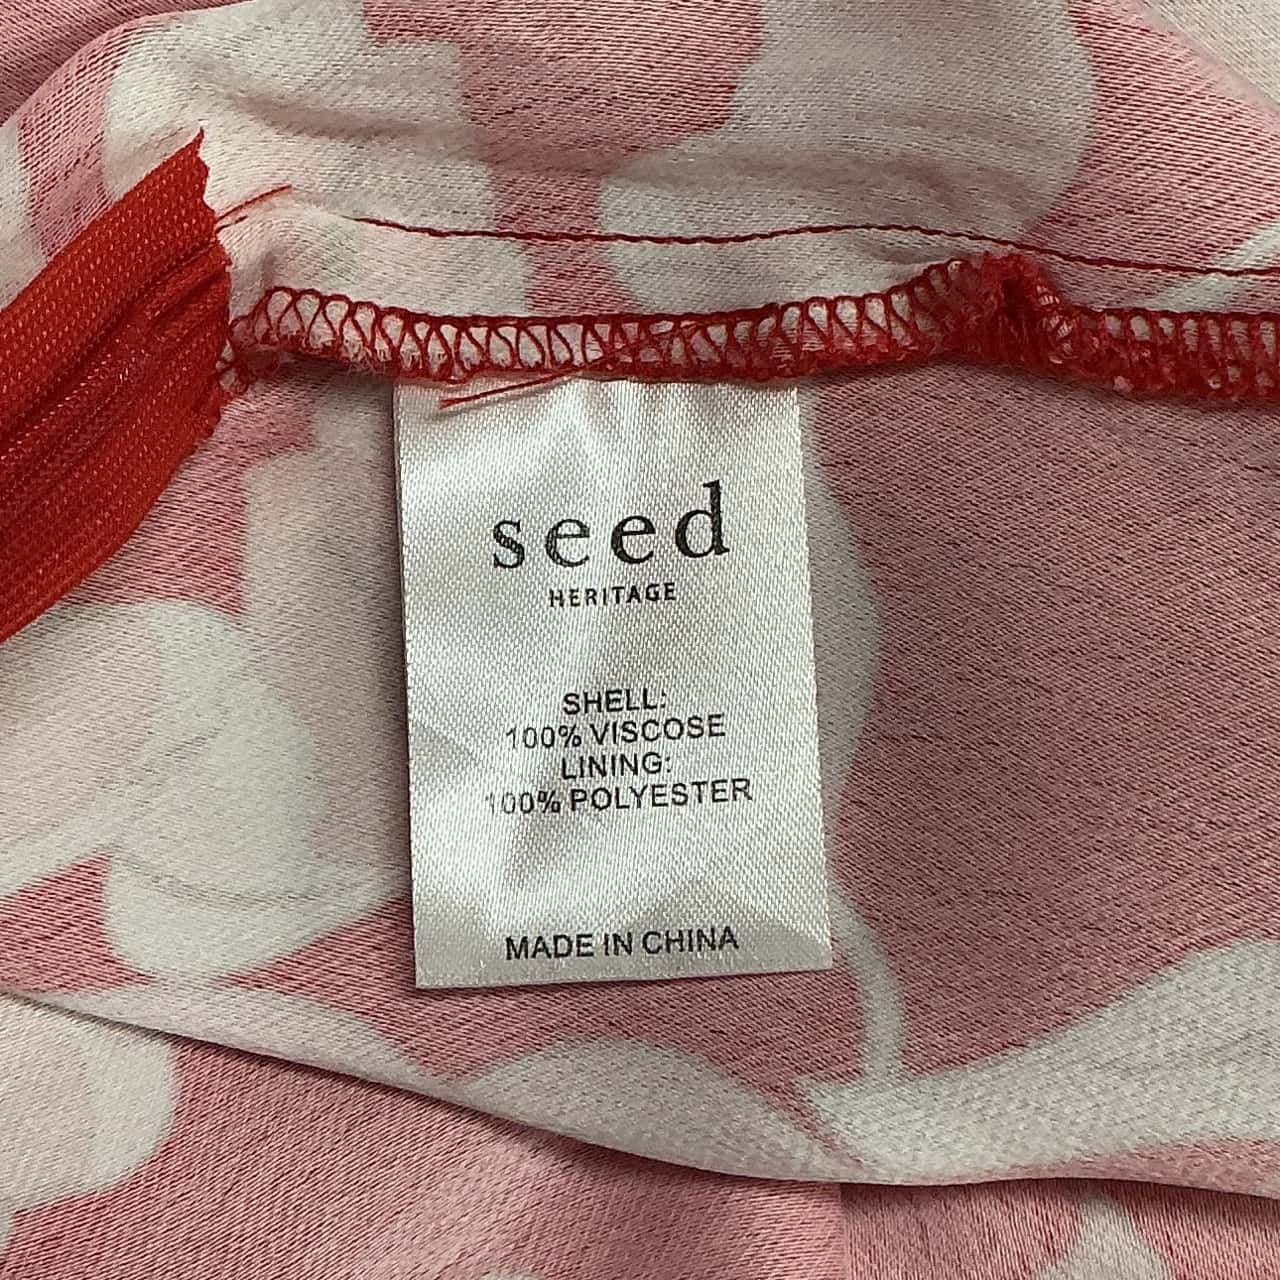 seed
HERITAGE
SHELL:
100% VISCOSE
LINING:
100% POLYESTER
MADE IN CHINA